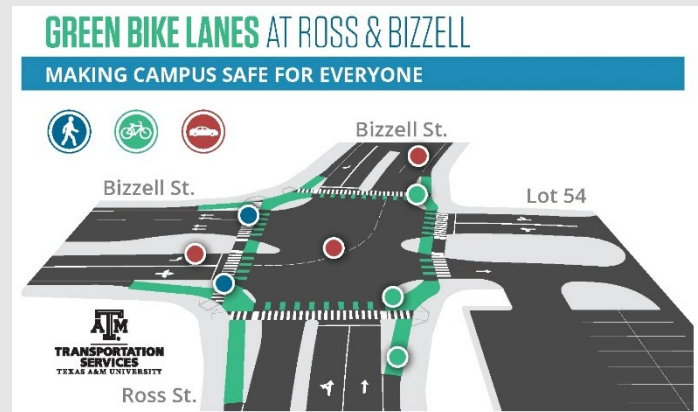 GREEN BIKE LANES AT ROSS & BIZZELL
MAKING CAMPUS SAFE FOR EVERYONE
Bizzell St.
Bizzell St.
Lot 54
ATM
TRANSPORTATION
SERVICES
TEXAS A&M UNIVERSITY
Ross St.